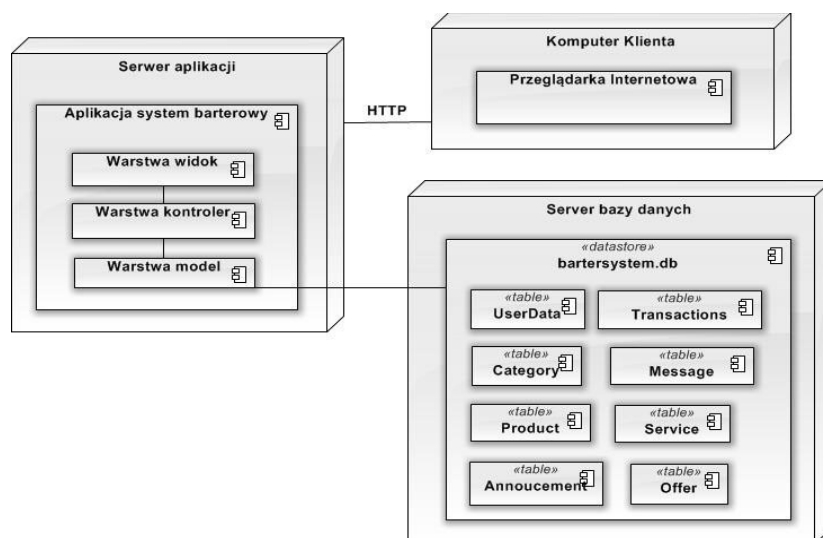 Serwer aplikacji
Aplikacja system barterowy
Warstwa widok
Warstwa kontroler
Warstwa model
HTTP
Komputer Klienta
Przeglądarka Internetowa
Server bazy danych
«datastore»
bartersystem.db
«table»
UserData
«table»
Transactions
«table»
Category
«table»
Message
«table»
Product
«table»
Service
«table»
Annoucement
«table»
Offer